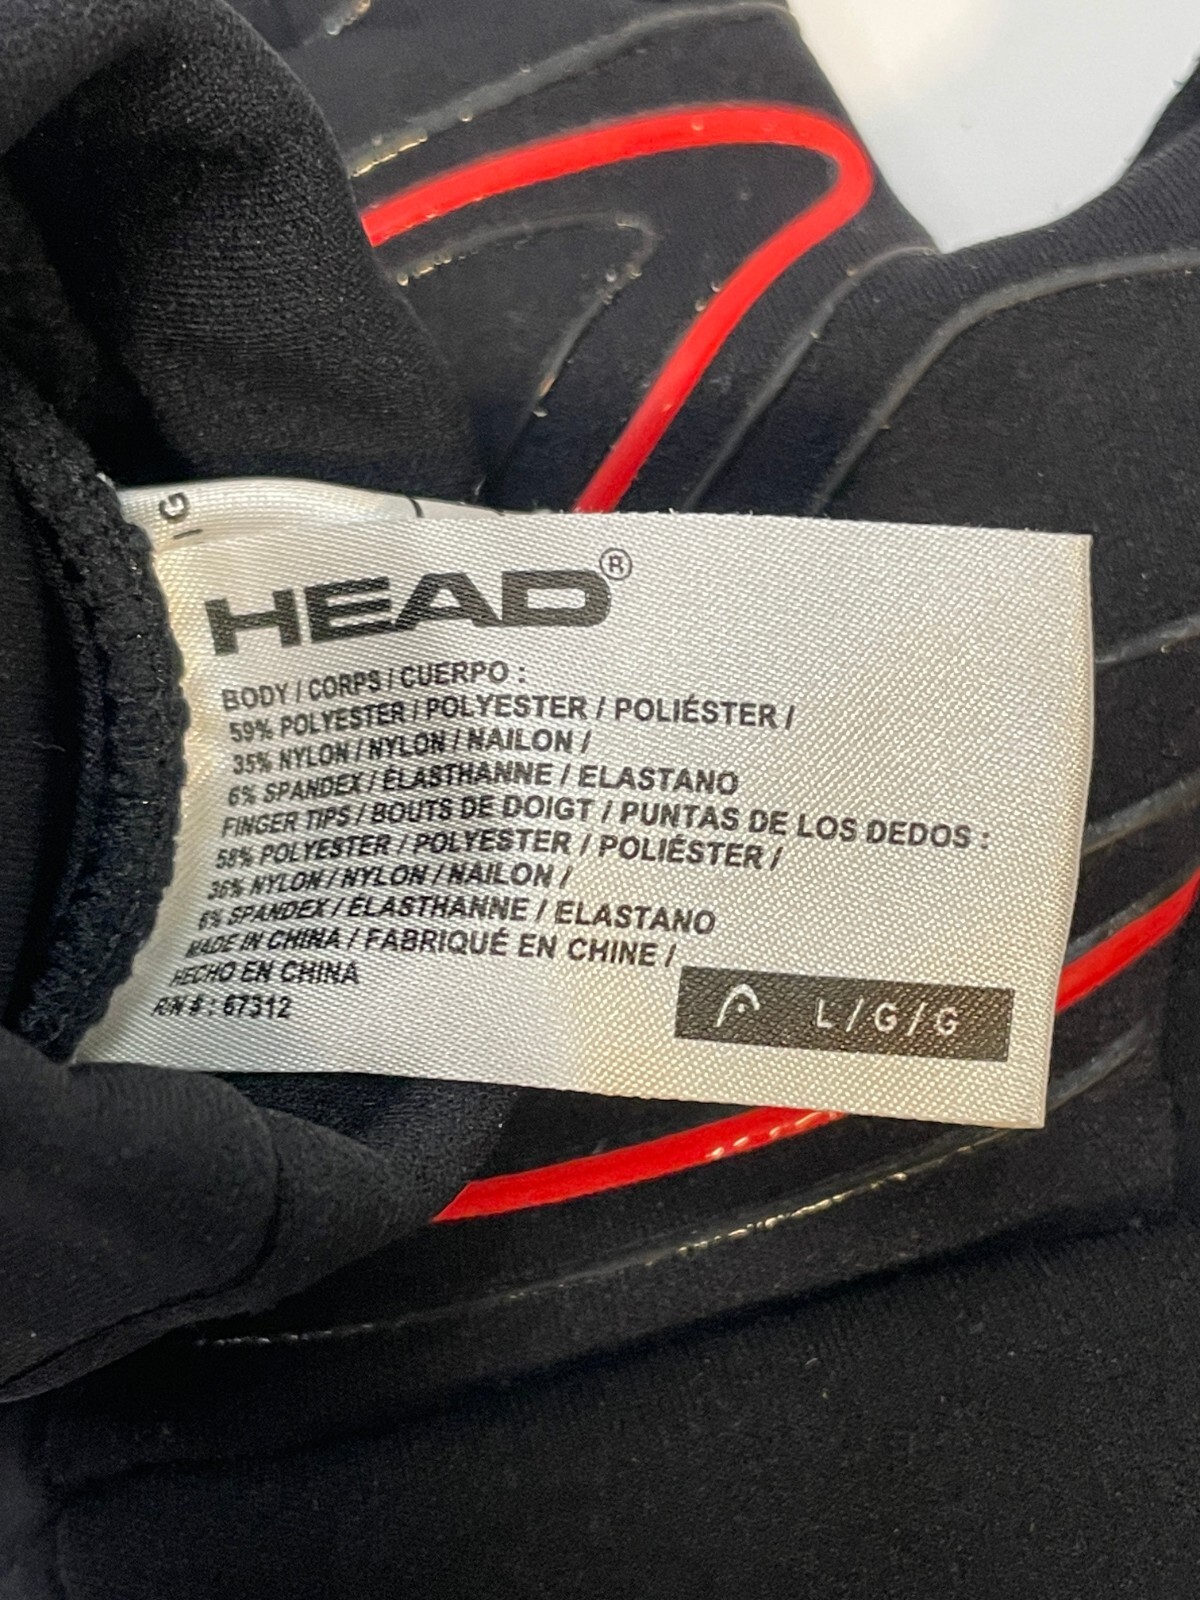 G
HEAD®
BODY / CORPS / CUERPO :
59% POLYESTER / POLYESTER / POLIÉSTER /
35% NYLON / NYLON / NAILON /
6% SPANDEX / ÉLASTHANNE / ELASTANO
FINGER TIPS / BOUTS DE DOIGT / PUNTAS DE LOS DEDOS :
58% POLYESTER / POLYESTER / POLIÉSTER /
36% NYLON / NYLON / NAILON /
6% SPANDEX / ÉLASTHANNE / ELASTANO
MADE IN CHINA / FABRIQUÉ EN CHINE /
HECHO EN CHINA
R/N # : 67312
L/G/G